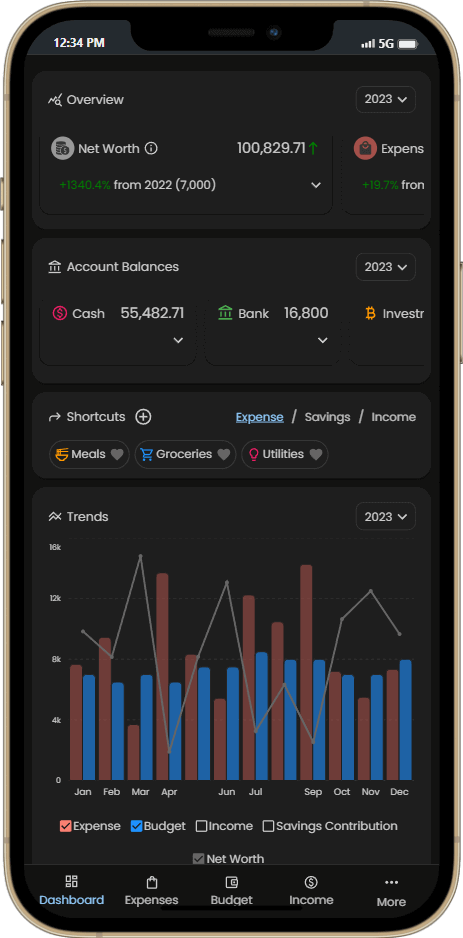 12:34 PM 5G
Overview 2023
Net Worth 100,829.71 Expens
+1340.4% from 2022 (7,000) +19.7% fron
Account Balances 2023
Cash 55,482.71 Bank 16,800 Investr
Shortcuts Expense / Savings / Income
Meals Groceries Utilities
Trends 2023
16k
12k
8k
4k
0
Jan Feb Mar Apr Jun Jul Sep Oct Nov Dec
Expense Budget Income Savings Contribution
Net Worth
Dashboard Expenses Budget Income More